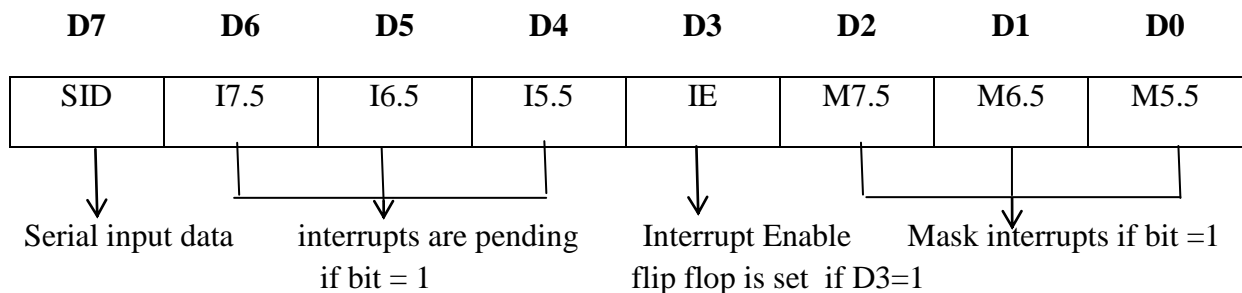 D7 D6 D5 D4 D3 D2 D1 D0
SID I7.5 I6.5 I5.5 IE M7.5 M6.5 M5.5
Serial input data interrupts are pending Interrupt Enable Mask interrupts if bit =1
if bit = 1 flip flop is set if D3=1